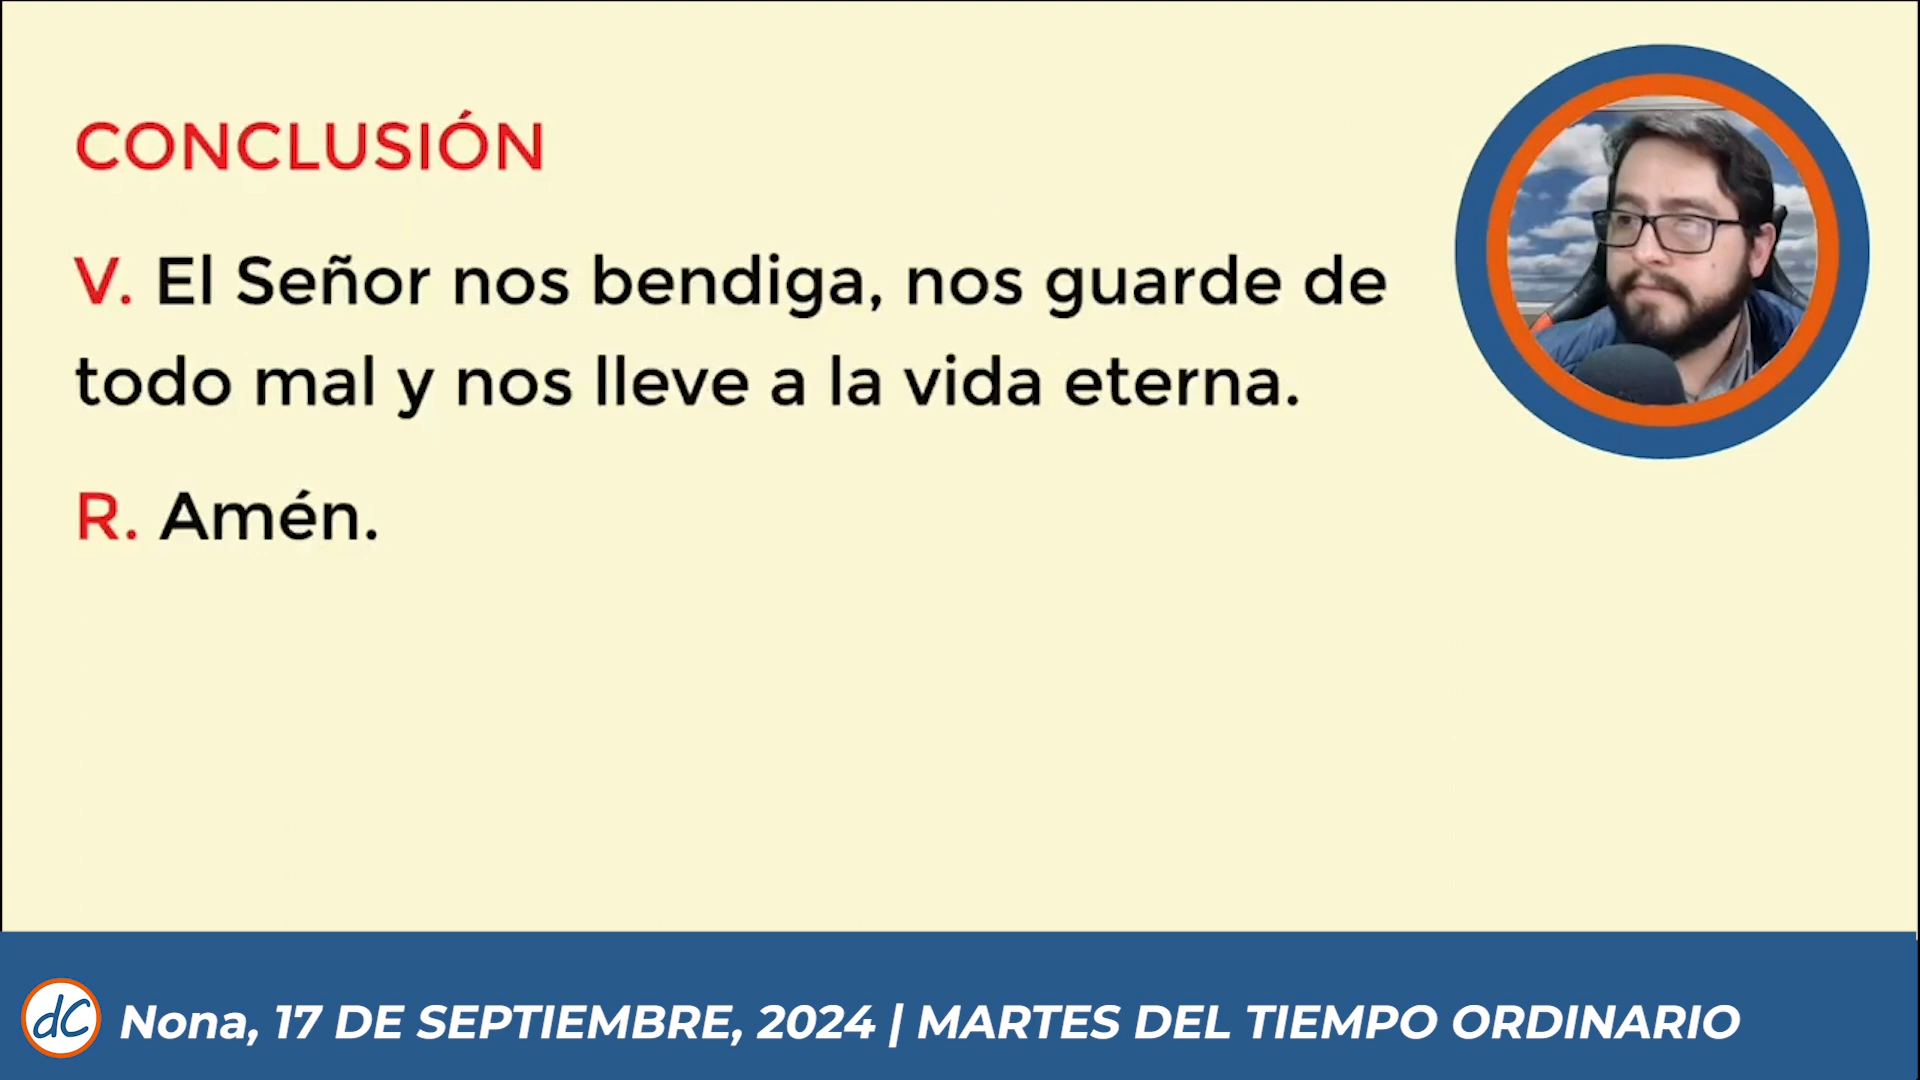 CONCLUSIÓN
V. El Señor nos bendiga, nos guarde de
todo mal y nos lleve a la vida eterna.
R. Amén.
dC Nona, 17 DE SEPTIEMBRE, 2024 | MARTES DEL TIEMPO ORDINARIO